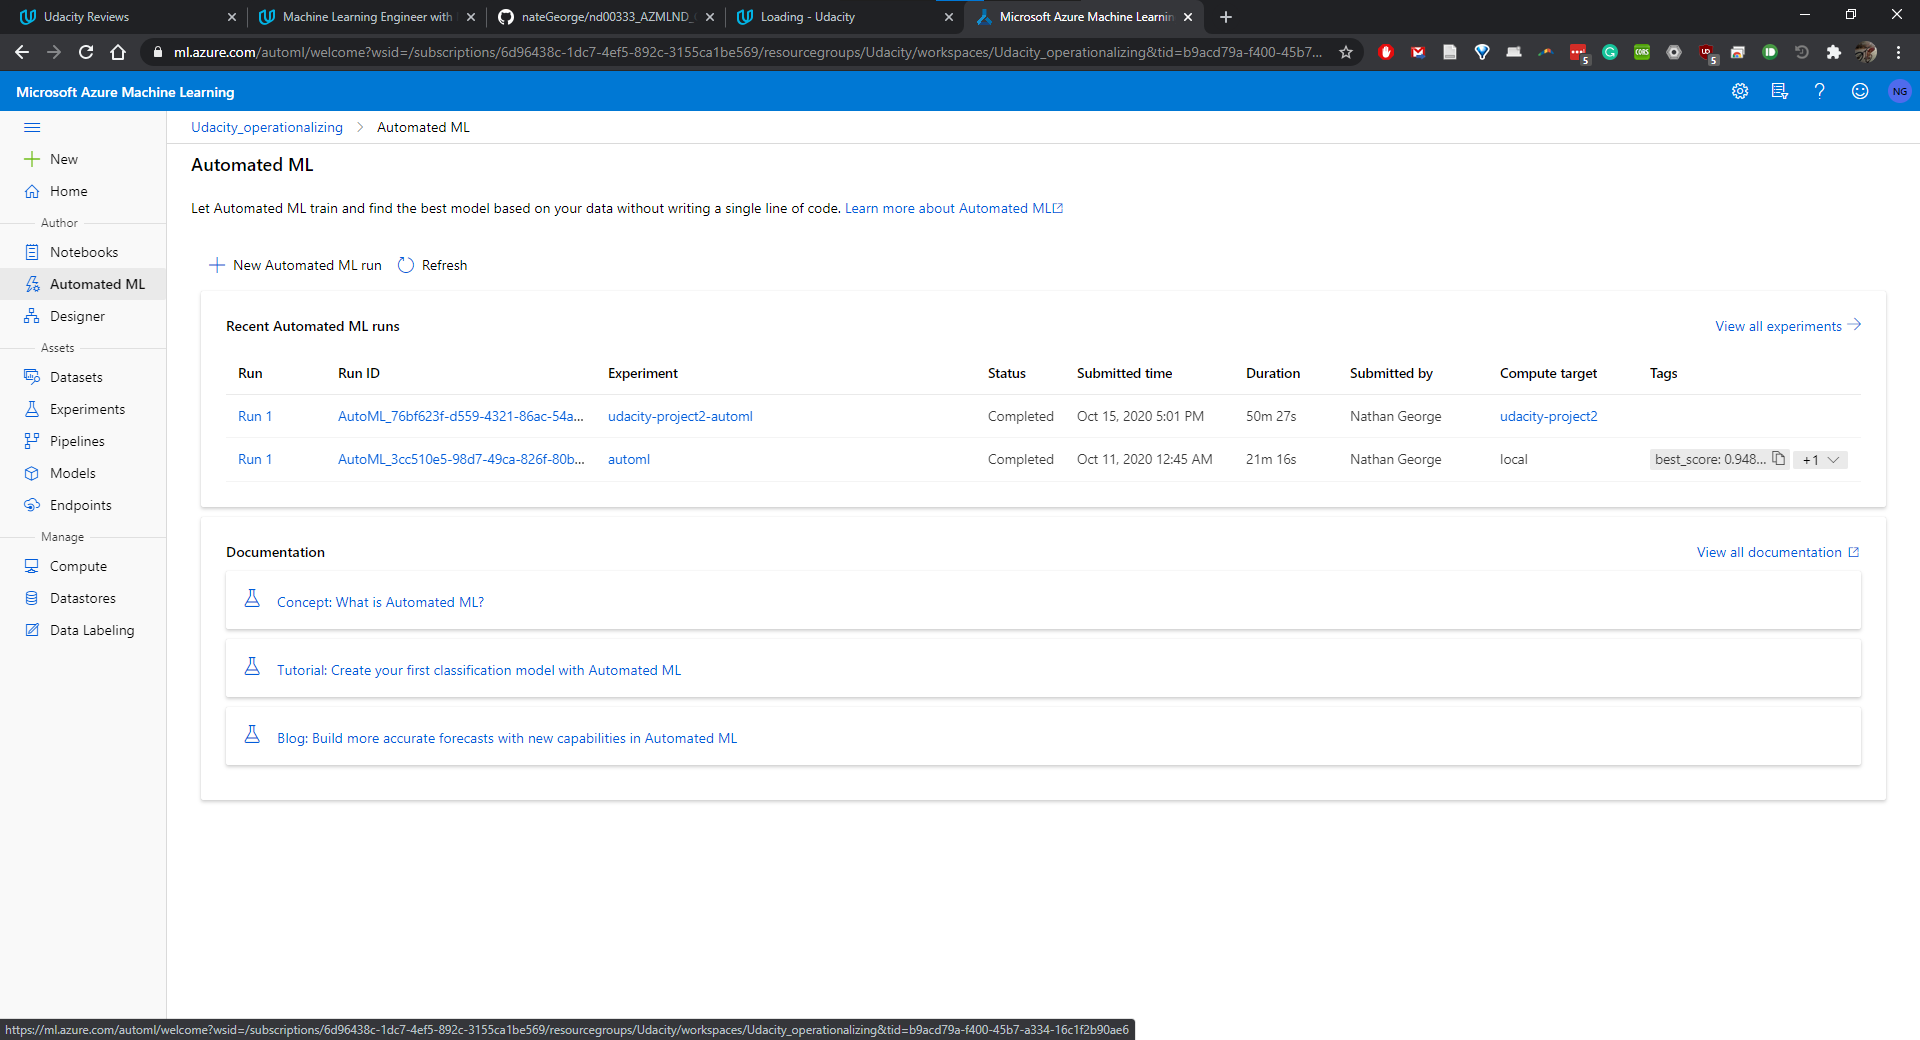 Udacity Reviews
Machine Learning Engineer with
nateGeorge/nd00333_AZMLND_
Loading - Udacity
Microsoft Azure Machine Learnin
ml.azure.com/automl/welcome?wsid=/subscriptions/6d96438c-1dc7-4ef5-892c-3155ca1be569/resourcegroups/Udacity/workspaces/Udacity_operationalizing&tid=b9acd79a-f400-45b7...
5
CORS
5
Microsoft Azure Machine Learning
NG
New
Home
Author
Notebooks
Automated ML
Designer
Assets
Datasets
Experiments
Pipelines
Models
Endpoints
Manage
Compute
Datastores
Data Labeling
Udacity_operationalizing > Automated ML
Automated ML
Let Automated ML train and find the best model based on your data without writing a single line of code. Learn more about Automated ML
New Automated ML run Refresh
Recent Automated ML runs View all experiments
Run Run ID Experiment Status Submitted time Duration Submitted by Compute target Tags
Run 1 AutoML_76bf623f-d559-4321-86ac-54a... udacity-project2-automl Completed Oct 15, 2020 5:01 PM 50m 27s Nathan George udacity-project2
Run 1 AutoML_3cc510e5-98d7-49ca-826f-80b... automl Completed Oct 11, 2020 12:45 AM 21m 16s Nathan George local best_score: 0.948... +1
Documentation View all documentation
Concept: What is Automated ML?
Tutorial: Create your first classification model with Automated ML
Blog: Build more accurate forecasts with new capabilities in Automated ML
https://ml.azure.com/automl/welcome?wsid=/subscriptions/6d96438c-1dc7-4ef5-892c-3155ca1be569/resourcegroups/Udacity/workspaces/Udacity_operationalizing&tid=b9acd79a-f400-45b7-a334-16c1f2b90ae6